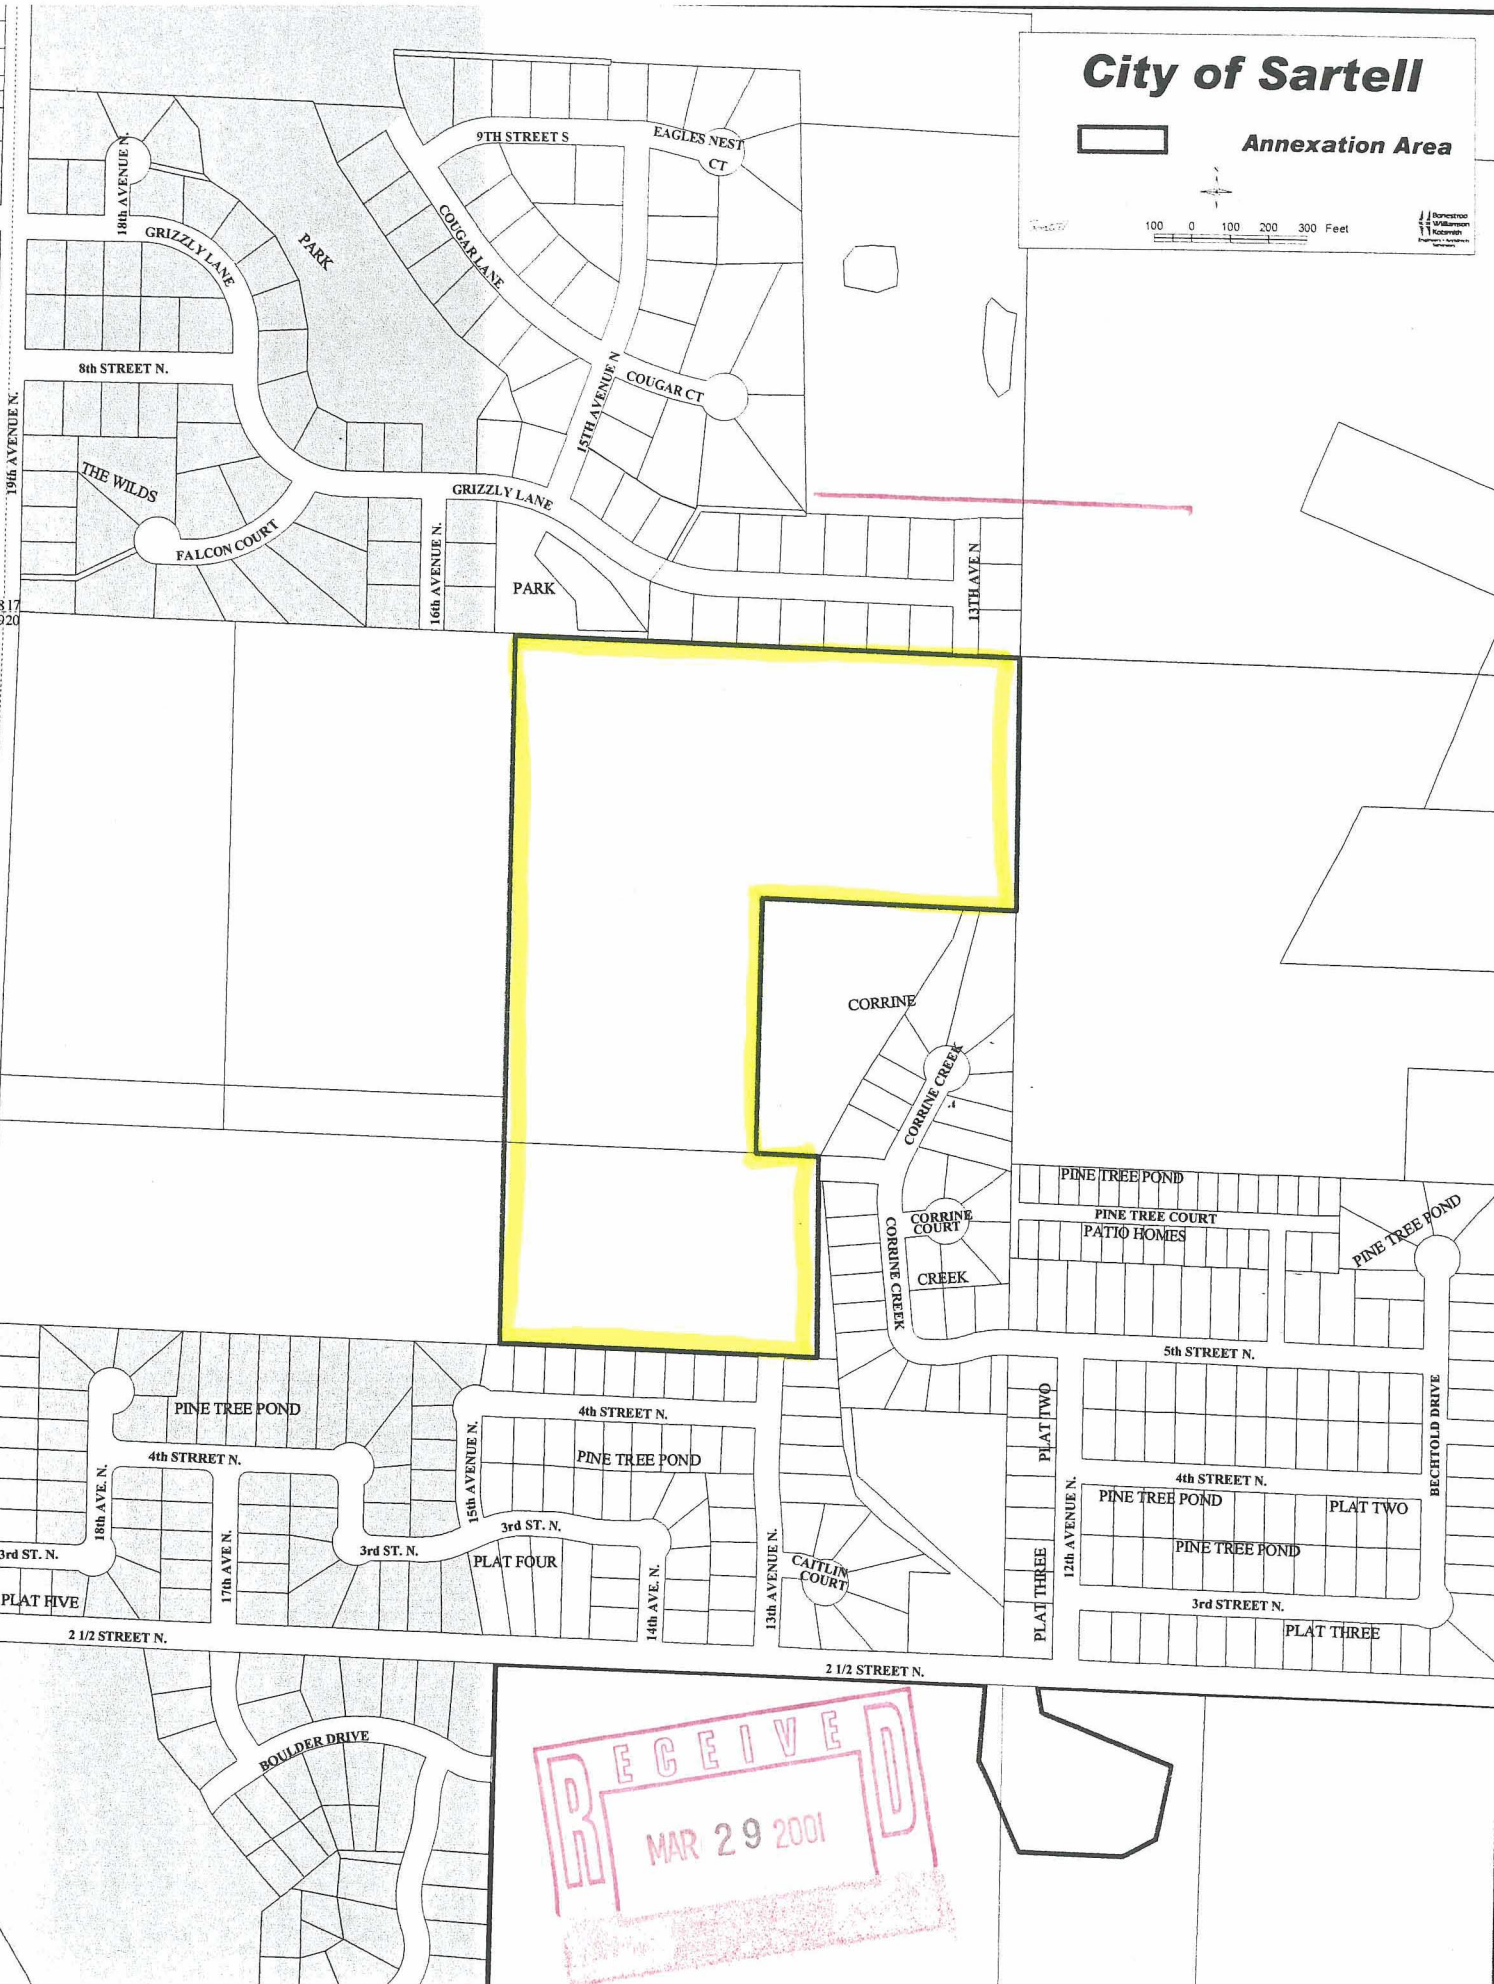 City of Sartell
Annexation Area
100 0 100 200 300 Feet
Bonestroo
Williamson
Kotsmith
9TH STREET S
EAGLES NEST
CT
18th AVENUE N.
GRIZZLY LANE
PARK
COUGAR LANE
8th STREET N.
15TH AVENUE N
COUGAR CT
19th AVENUE N.
THE WILDS
GRIZZLY LANE
FALCON COURT
16th AVENUE N.
PARK
13TH AVE N
817
920
CORRINE
CORRINE CREEK
PINE TREE POND
PINE TREE COURT
PATIO HOMES
PINE TREE POND
CORRINE
COURT
CORRINE CREEK
CREEK
5th STREET N.
PINE TREE POND
4th STREET N.
PLAT TWO
BECHTOLD DRIVE
4th STRRET N.
15th AVENUE N.
PINE TREE POND
4th STREET N.
18th AVE. N.
12th AVENUE N.
PINE TREE POND
PLAT TWO
3rd ST. N.
17th AVE N.
3rd ST. N.
3rd ST. N.
PLAT FOUR
13th AVENUE N.
CAITLIN
COURT
PINE TREE POND
PLAT FIVE
14th AVE. N.
PLAT THREE
3rd STREET N.
PLAT THREE
2 1/2 STREET N.
2 1/2 STREET N.
BOULDER DRIVE
RECEIVED
MAR 29 2001